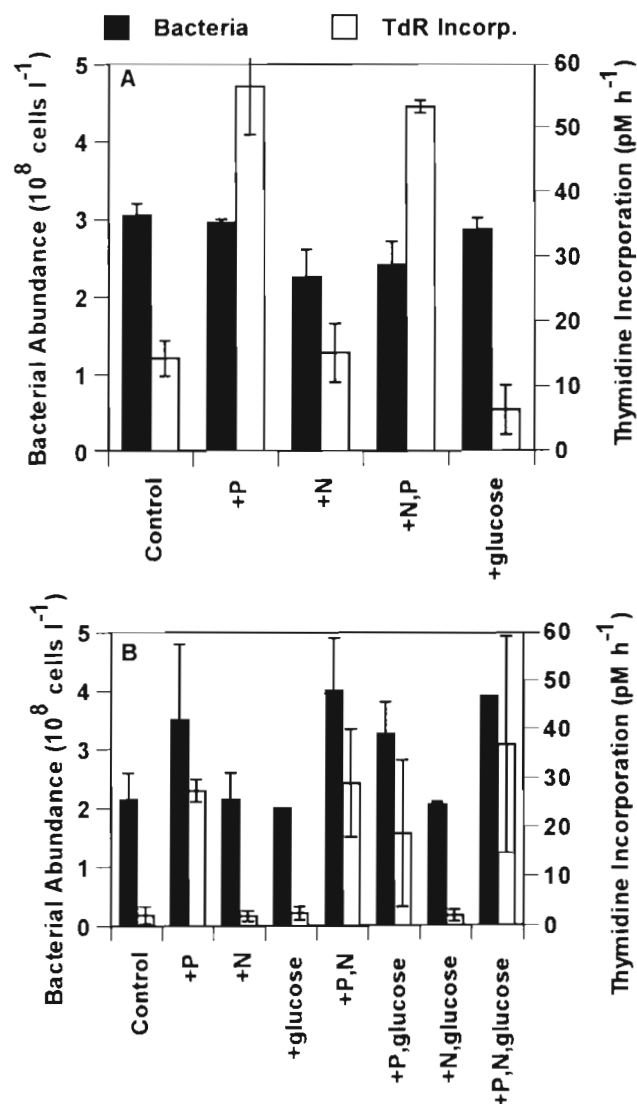 Bacteria TdR Incorp.
A
Bacterial Abundance (10^8 cells l^-1)
5
4
3
2
1
0
60
50
40
30
20
10
0
Thymidine Incorporation (pM h^-1)
Control
+P
+N
+N,P
+glucose
B
Bacterial Abundance (10^8 cells l^-1)
5
4
3
2
1
0
60
50
40
30
20
10
0
Thymidine Incorporation (pM h^-1)
Control
+P
+N
+glucose
+P,N
+P,glucose
+N,glucose
+P,N,glucose